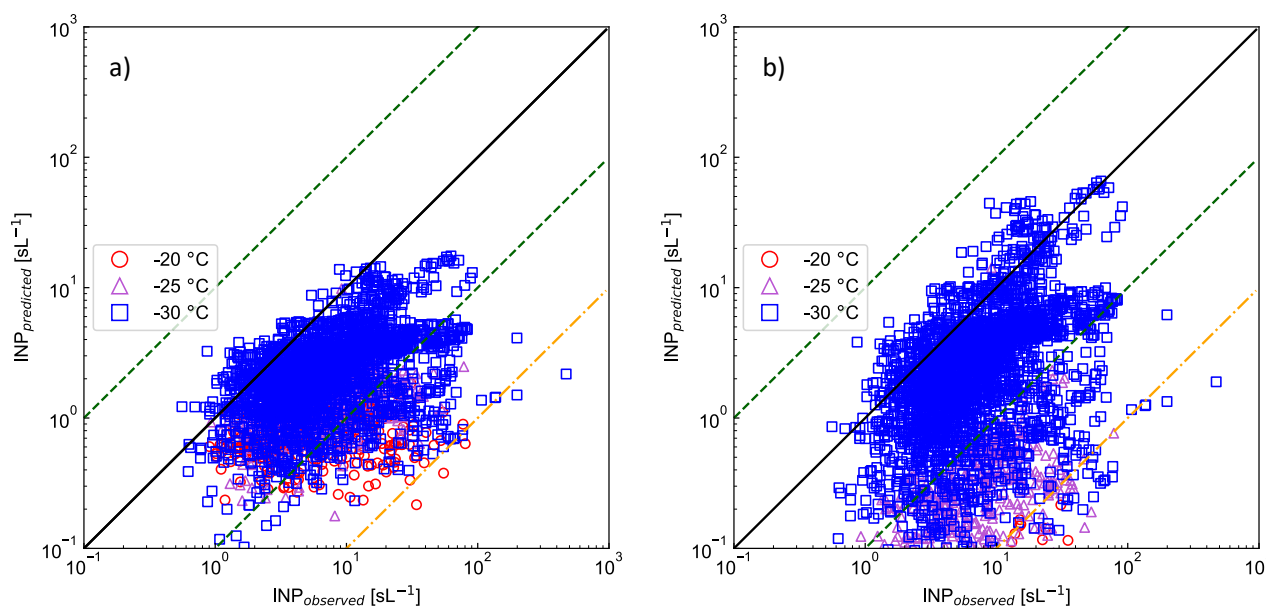 a)
10³
10²
10¹
10⁰
10⁻¹
INP_predicted [sL⁻¹]
-20 °C
-25 °C
-30 °C
10⁻¹ 10⁰ 10¹ 10² 10³
INP_observed [sL⁻¹]
b)
10³
10²
10¹
10⁰
10⁻¹
INP_predicted [sL⁻¹]
-20 °C
-25 °C
-30 °C
10⁻¹ 10⁰ 10¹ 10² 10
INP_observed [sL⁻¹]